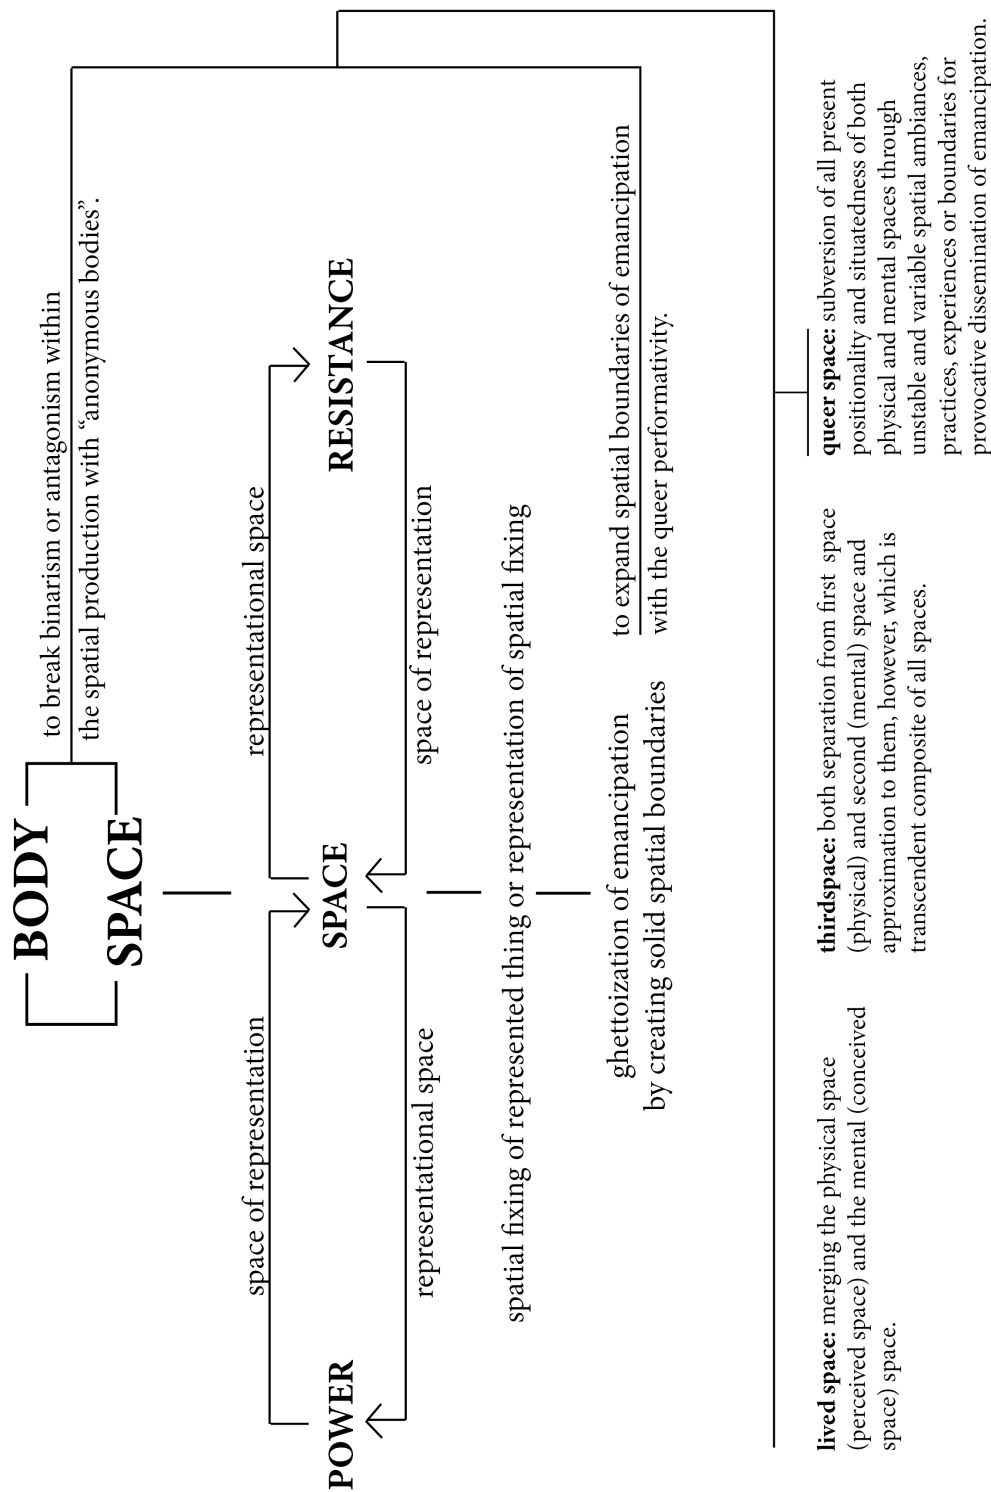 BODY
SPACE
to break binarism or antagonism within
the spatial production with “anonymous bodies”.
space of representation
representational space
POWER
SPACE
RESISTANCE
representational space
space of representation
spatial fixing of represented thing or representation of spatial fixing
ghettoization of emancipation
by creating solid spatial boundaries
to expand spatial boundaries of emancipation
with the queer performativity.
lived space: merging the physical space
(perceived space) and the mental (conceived
space) space.
thirdspace: both separation from first space
(physical) and second (mental) space and
approximation to them, however, which is
transcendent composite of all spaces.
queer space: subversion of all present
positionality and situatedness of both
physical and mental spaces through
unstable and variable spatial ambiances,
practices, experiences or boundaries for
provocative dissemination of emancipation.